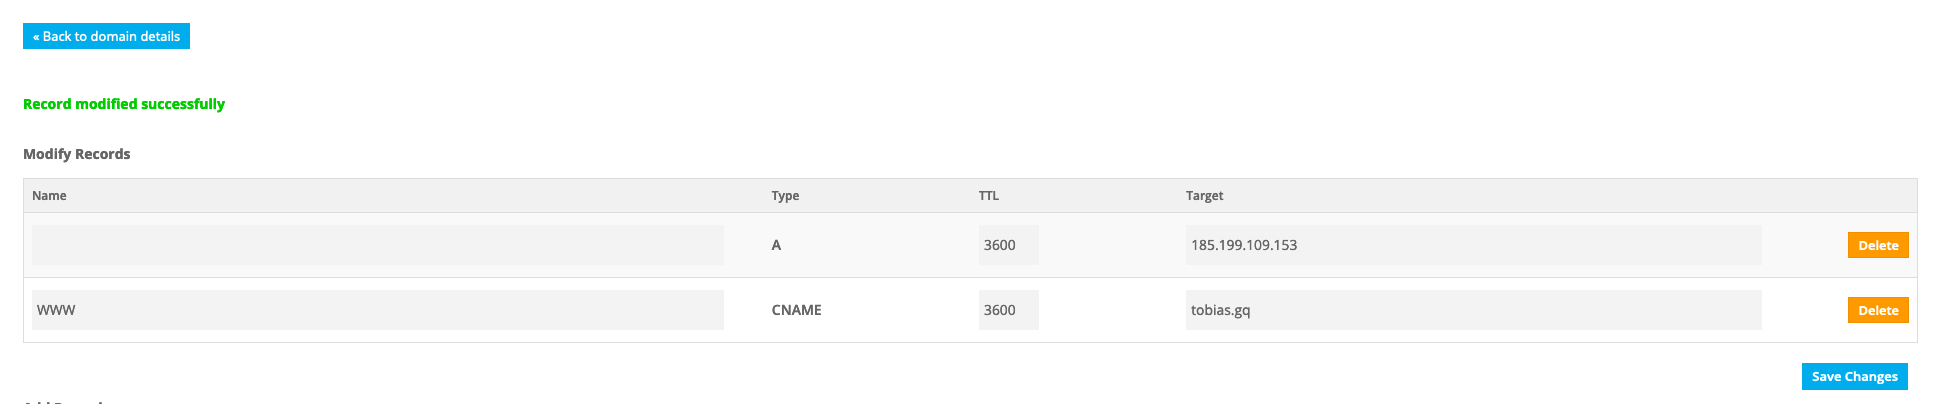 « Back to domain details
Record modified successfully
Modify Records
Name Type TTL Target
A 3600 185.199.109.153 Delete
WWW CNAME 3600 tobias.gq Delete
Save Changes